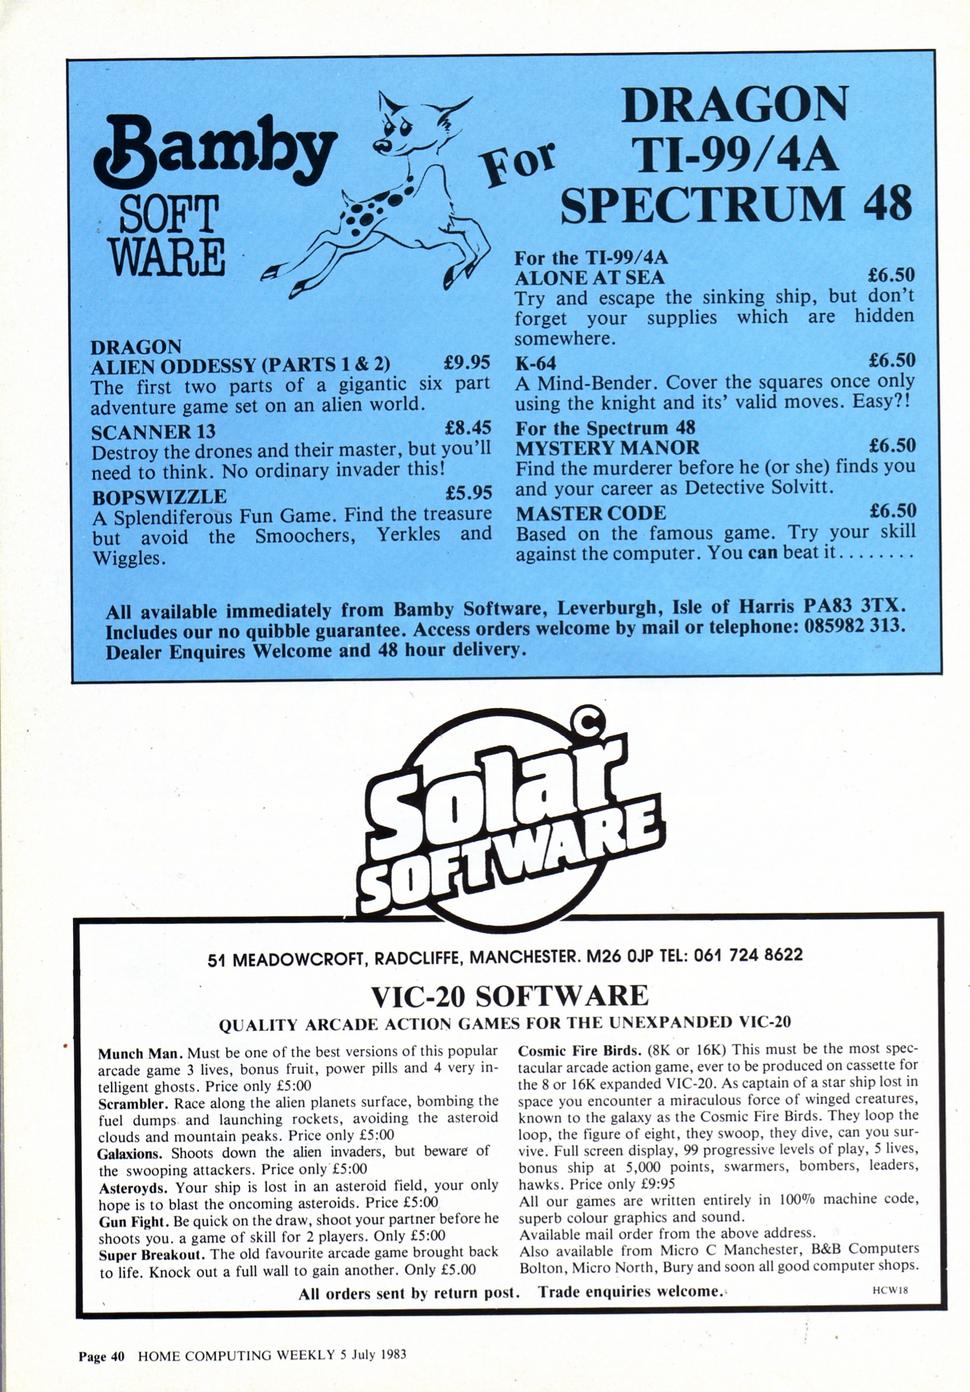 Bamby
SOFT
WARE
For
DRAGON
TI-99/4A
SPECTRUM 48
DRAGON
ALIEN ODDESSY (PARTS 1 & 2) £9.95
The first two parts of a gigantic six part
adventure game set on an alien world.
SCANNER 13 £8.45
Destroy the drones and their master, but you'll
need to think. No ordinary invader this!
BOPSWIZZLE £5.95
A Splendiferous Fun Game. Find the treasure
but avoid the Smoochers, Yerkles and
Wiggles.
For the TI-99/4A
ALONE AT SEA £6.50
Try and escape the sinking ship, but don't
forget your supplies which are hidden
somewhere.
K-64 £6.50
A Mind-Bender. Cover the squares once only
using the knight and its' valid moves. Easy?!
For the Spectrum 48
MYSTERY MANOR £6.50
Find the murderer before he (or she) finds you
and your career as Detective Solvitt.
MASTER CODE £6.50
Based on the famous game. Try your skill
against the computer. You can beat it........
All available immediately from Bamby Software, Leverburgh, Isle of Harris PA83 3TX.
Includes our no quibble guarantee. Access orders welcome by mail or telephone: 085982 313.
Dealer Enquires Welcome and 48 hour delivery.
©
Solar
SOFTWARE
51 MEADOWCROFT, RADCLIFFE, MANCHESTER. M26 0JP TEL: 061 724 8622
VIC-20 SOFTWARE
QUALITY ARCADE ACTION GAMES FOR THE UNEXPANDED VIC-20
Munch Man. Must be one of the best versions of this popular
arcade game 3 lives, bonus fruit, power pills and 4 very in-
telligent ghosts. Price only £5:00
Scrambler. Race along the alien planets surface, bombing the
fuel dumps and launching rockets, avoiding the asteroid
clouds and mountain peaks. Price only £5:00
Galaxions. Shoots down the alien invaders, but beware of
the swooping attackers. Price only £5:00
Asteroyds. Your ship is lost in an asteroid field, your only
hope is to blast the oncoming asteroids. Price £5:00
Gun Fight. Be quick on the draw, shoot your partner before he
shoots you. a game of skill for 2 players. Only £5:00
Super Breakout. The old favourite arcade game brought back
to life. Knock out a full wall to gain another. Only £5.00
Cosmic Fire Birds. (8K or 16K) This must be the most spec-
tacular arcade action game, ever to be produced on cassette for
the 8 or 16K expanded VIC-20. As captain of a star ship lost in
space you encounter a miraculous force of winged creatures,
known to the galaxy as the Cosmic Fire Birds. They loop the
loop, the figure of eight, they swoop, they dive, can you sur-
vive. Full screen display, 99 progressive levels of play, 5 lives,
bonus ship at 5,000 points, swarmers, bombers, leaders,
hawks. Price only £9:95
All our games are written entirely in 100% machine code,
superb colour graphics and sound.
Available mail order from the above address.
Also available from Micro C Manchester, B&B Computers
Bolton, Micro North, Bury and soon all good computer shops.
All orders sent by return post. Trade enquiries welcome.
HCW18
Page 40 HOME COMPUTING WEEKLY 5 July 1983